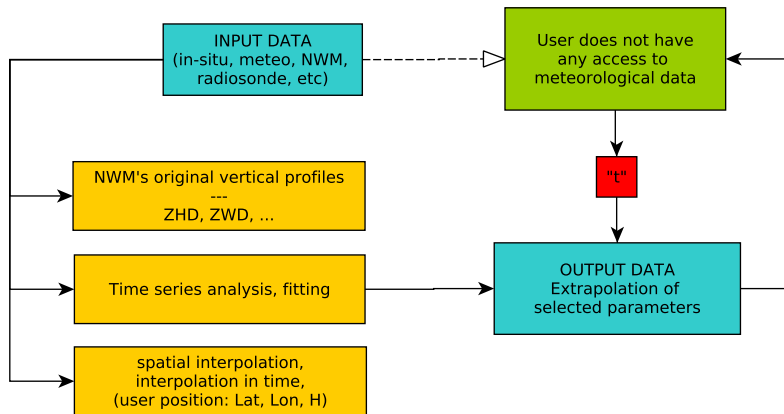 INPUT DATA
(in-situ, meteo, NWM,
radiosonde, etc)
User does not have
any access to
meteorological data
NWM's original vertical profiles
---
ZHD, ZWD, ...
"t"
Time series analysis, fitting
OUTPUT DATA
Extrapolation of
selected parameters
spatial interpolation,
interpolation in time,
(user position: Lat, Lon, H)